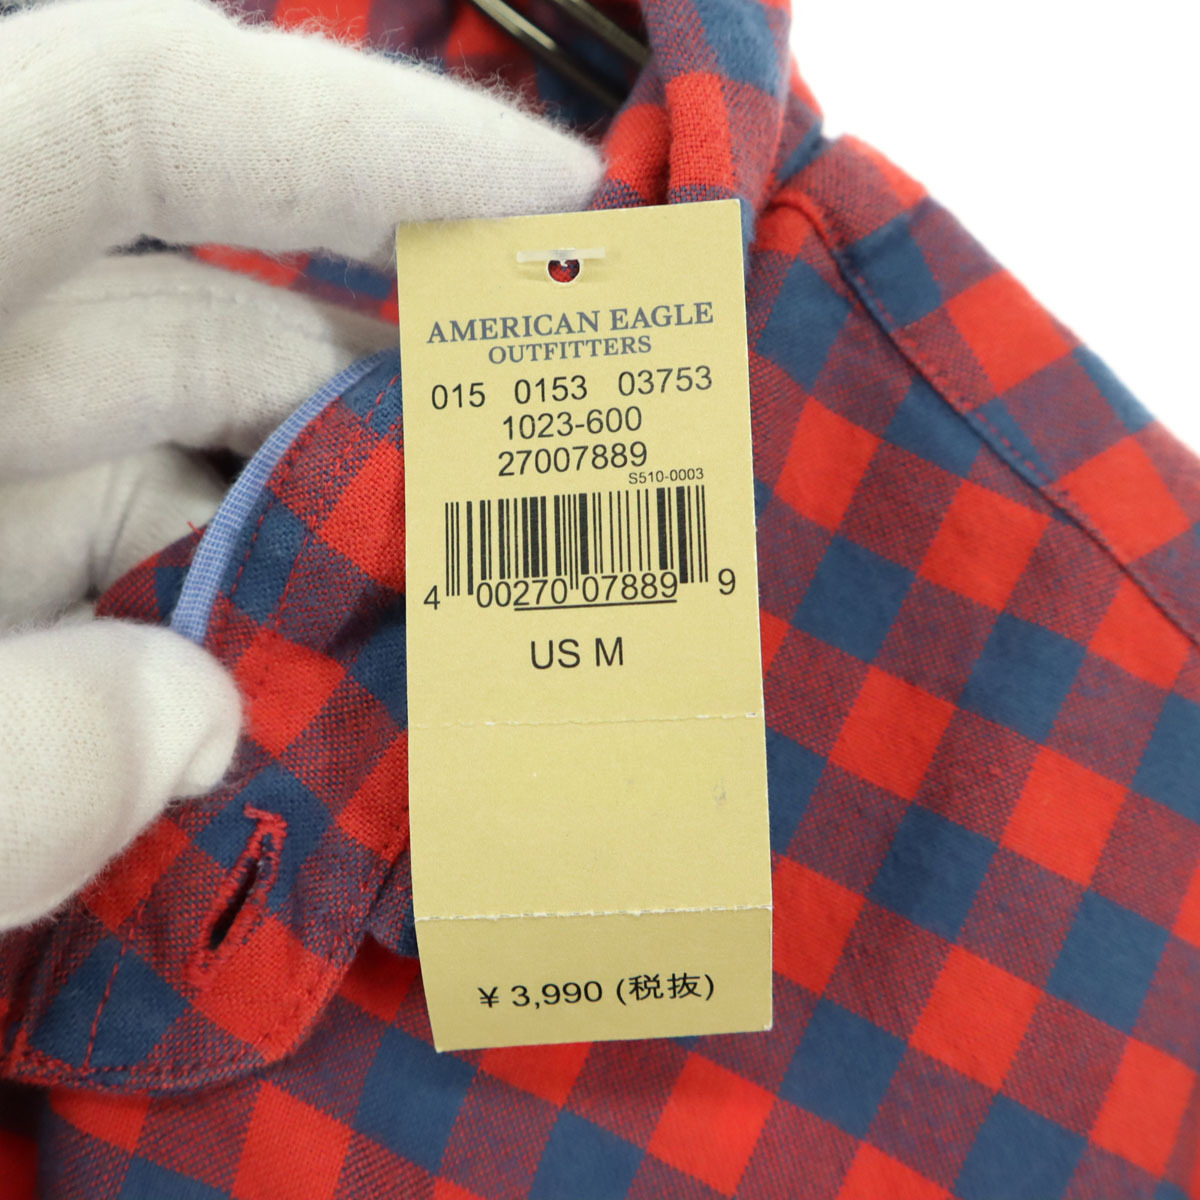 AMERICAN EAGLE
OUTFITTERS
015 0153 03753
1023-600
27007889
S510-0003
4 00270 07889 9
US M
¥ 3,990 (税抜)